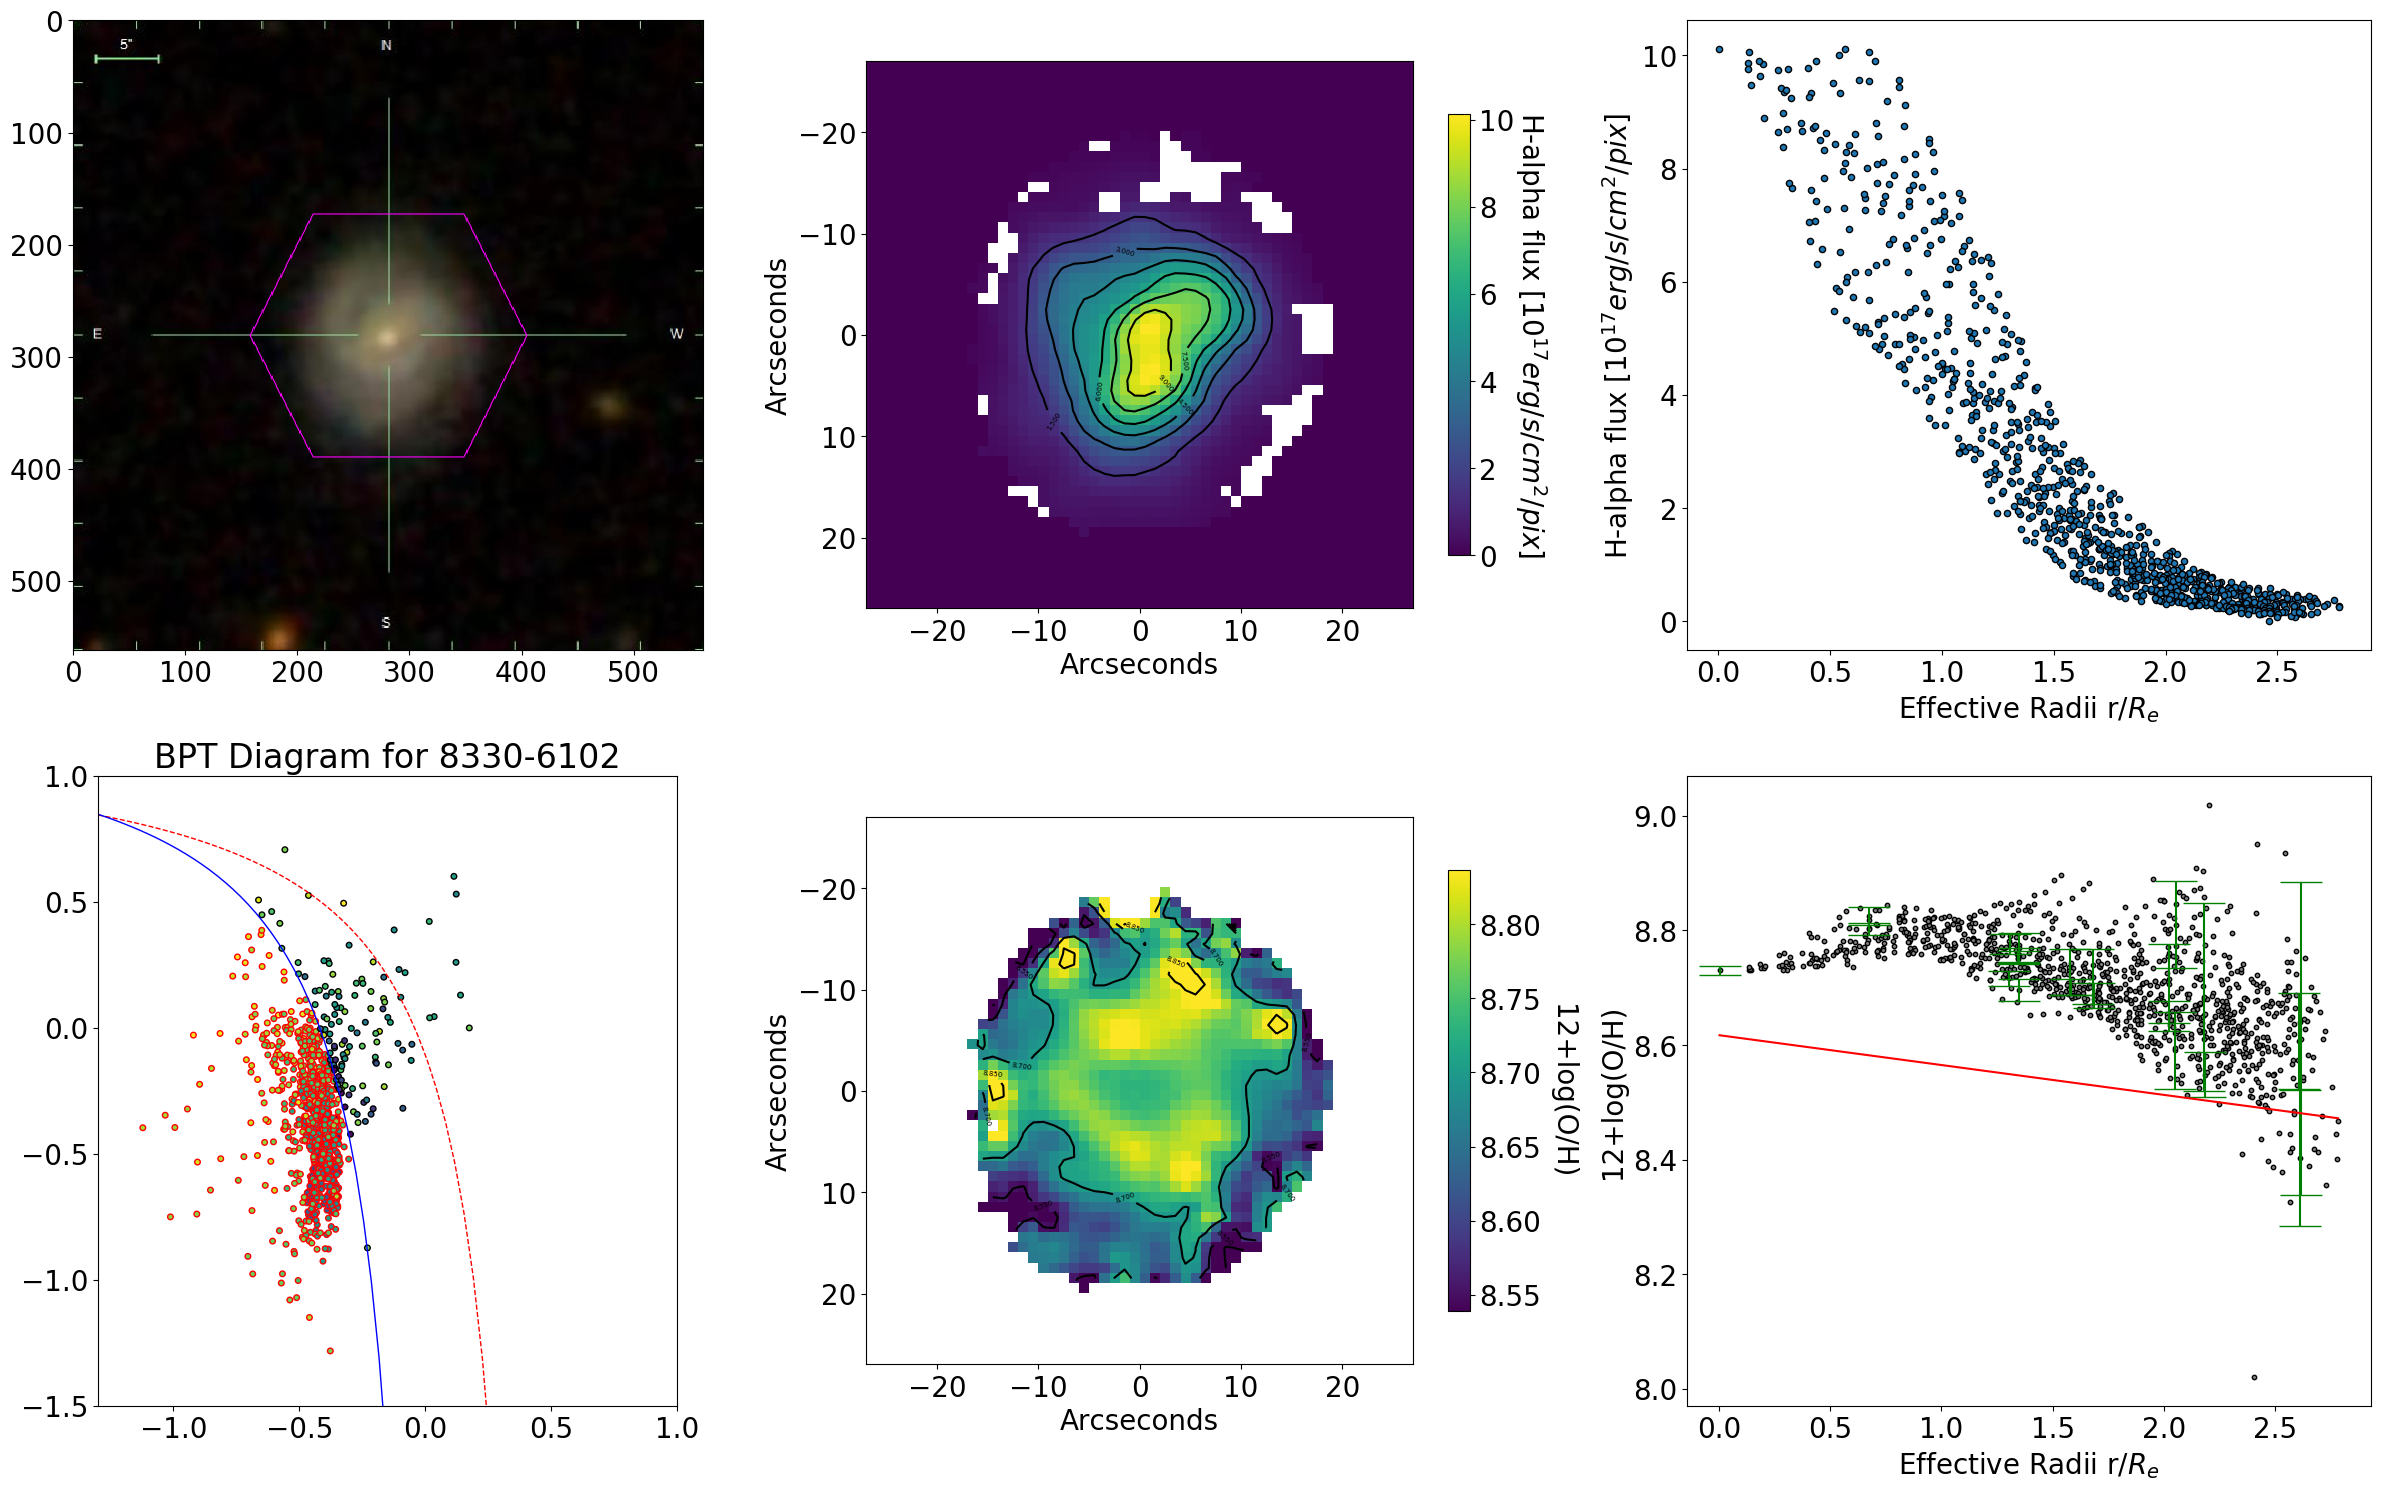 0
100
200
300
400
500
0 100 200 300 400 500
5"
N
E
W
S
−20
−10
0
10
20
−20 −10 0 10 20
Arcseconds
Arcseconds
10
8
6
4
2
0
H-alpha flux [10^17 erg/s/cm^2/pix]
10
8
6
4
2
0
0.0 0.5 1.0 1.5 2.0 2.5
Effective Radii r/R_e
H-alpha flux [10^17 erg/s/cm^2/pix]
BPT Diagram for 8330-6102
1.0
0.5
0.0
−0.5
−1.0
−1.5
−1.0 −0.5 0.0 0.5 1.0
−20
−10
0
10
20
−20 −10 0 10 20
Arcseconds
Arcseconds
8.80
8.75
8.70
8.65
8.60
8.55
12+log(O/H)
9.0
8.8
8.6
8.4
8.2
8.0
0.0 0.5 1.0 1.5 2.0 2.5
Effective Radii r/R_e
12+log(O/H)